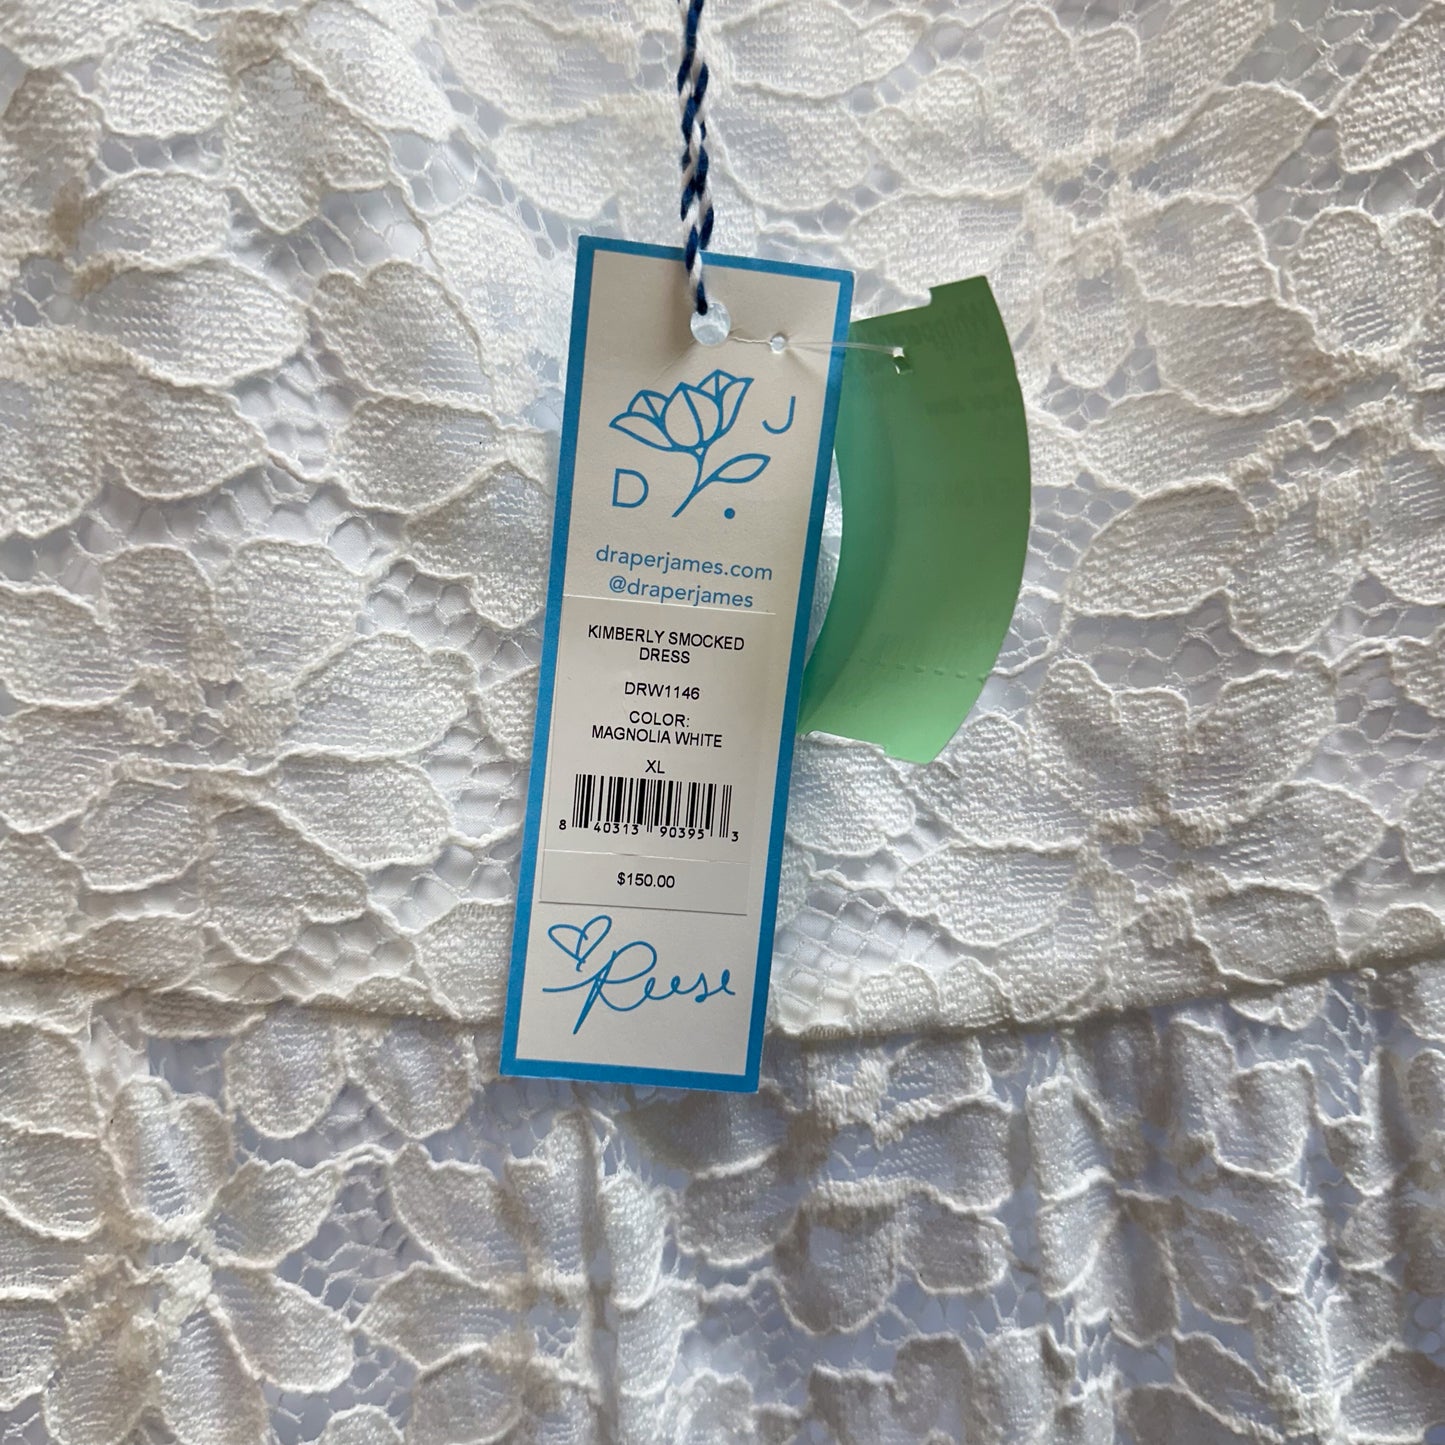 D J
draperjames.com
@draperjames
KIMBERLY SMOCKED
DRESS
DRW1146
COLOR:
MAGNOLIA WHITE
XL
8 40313 90395 3
$150.00
Reese